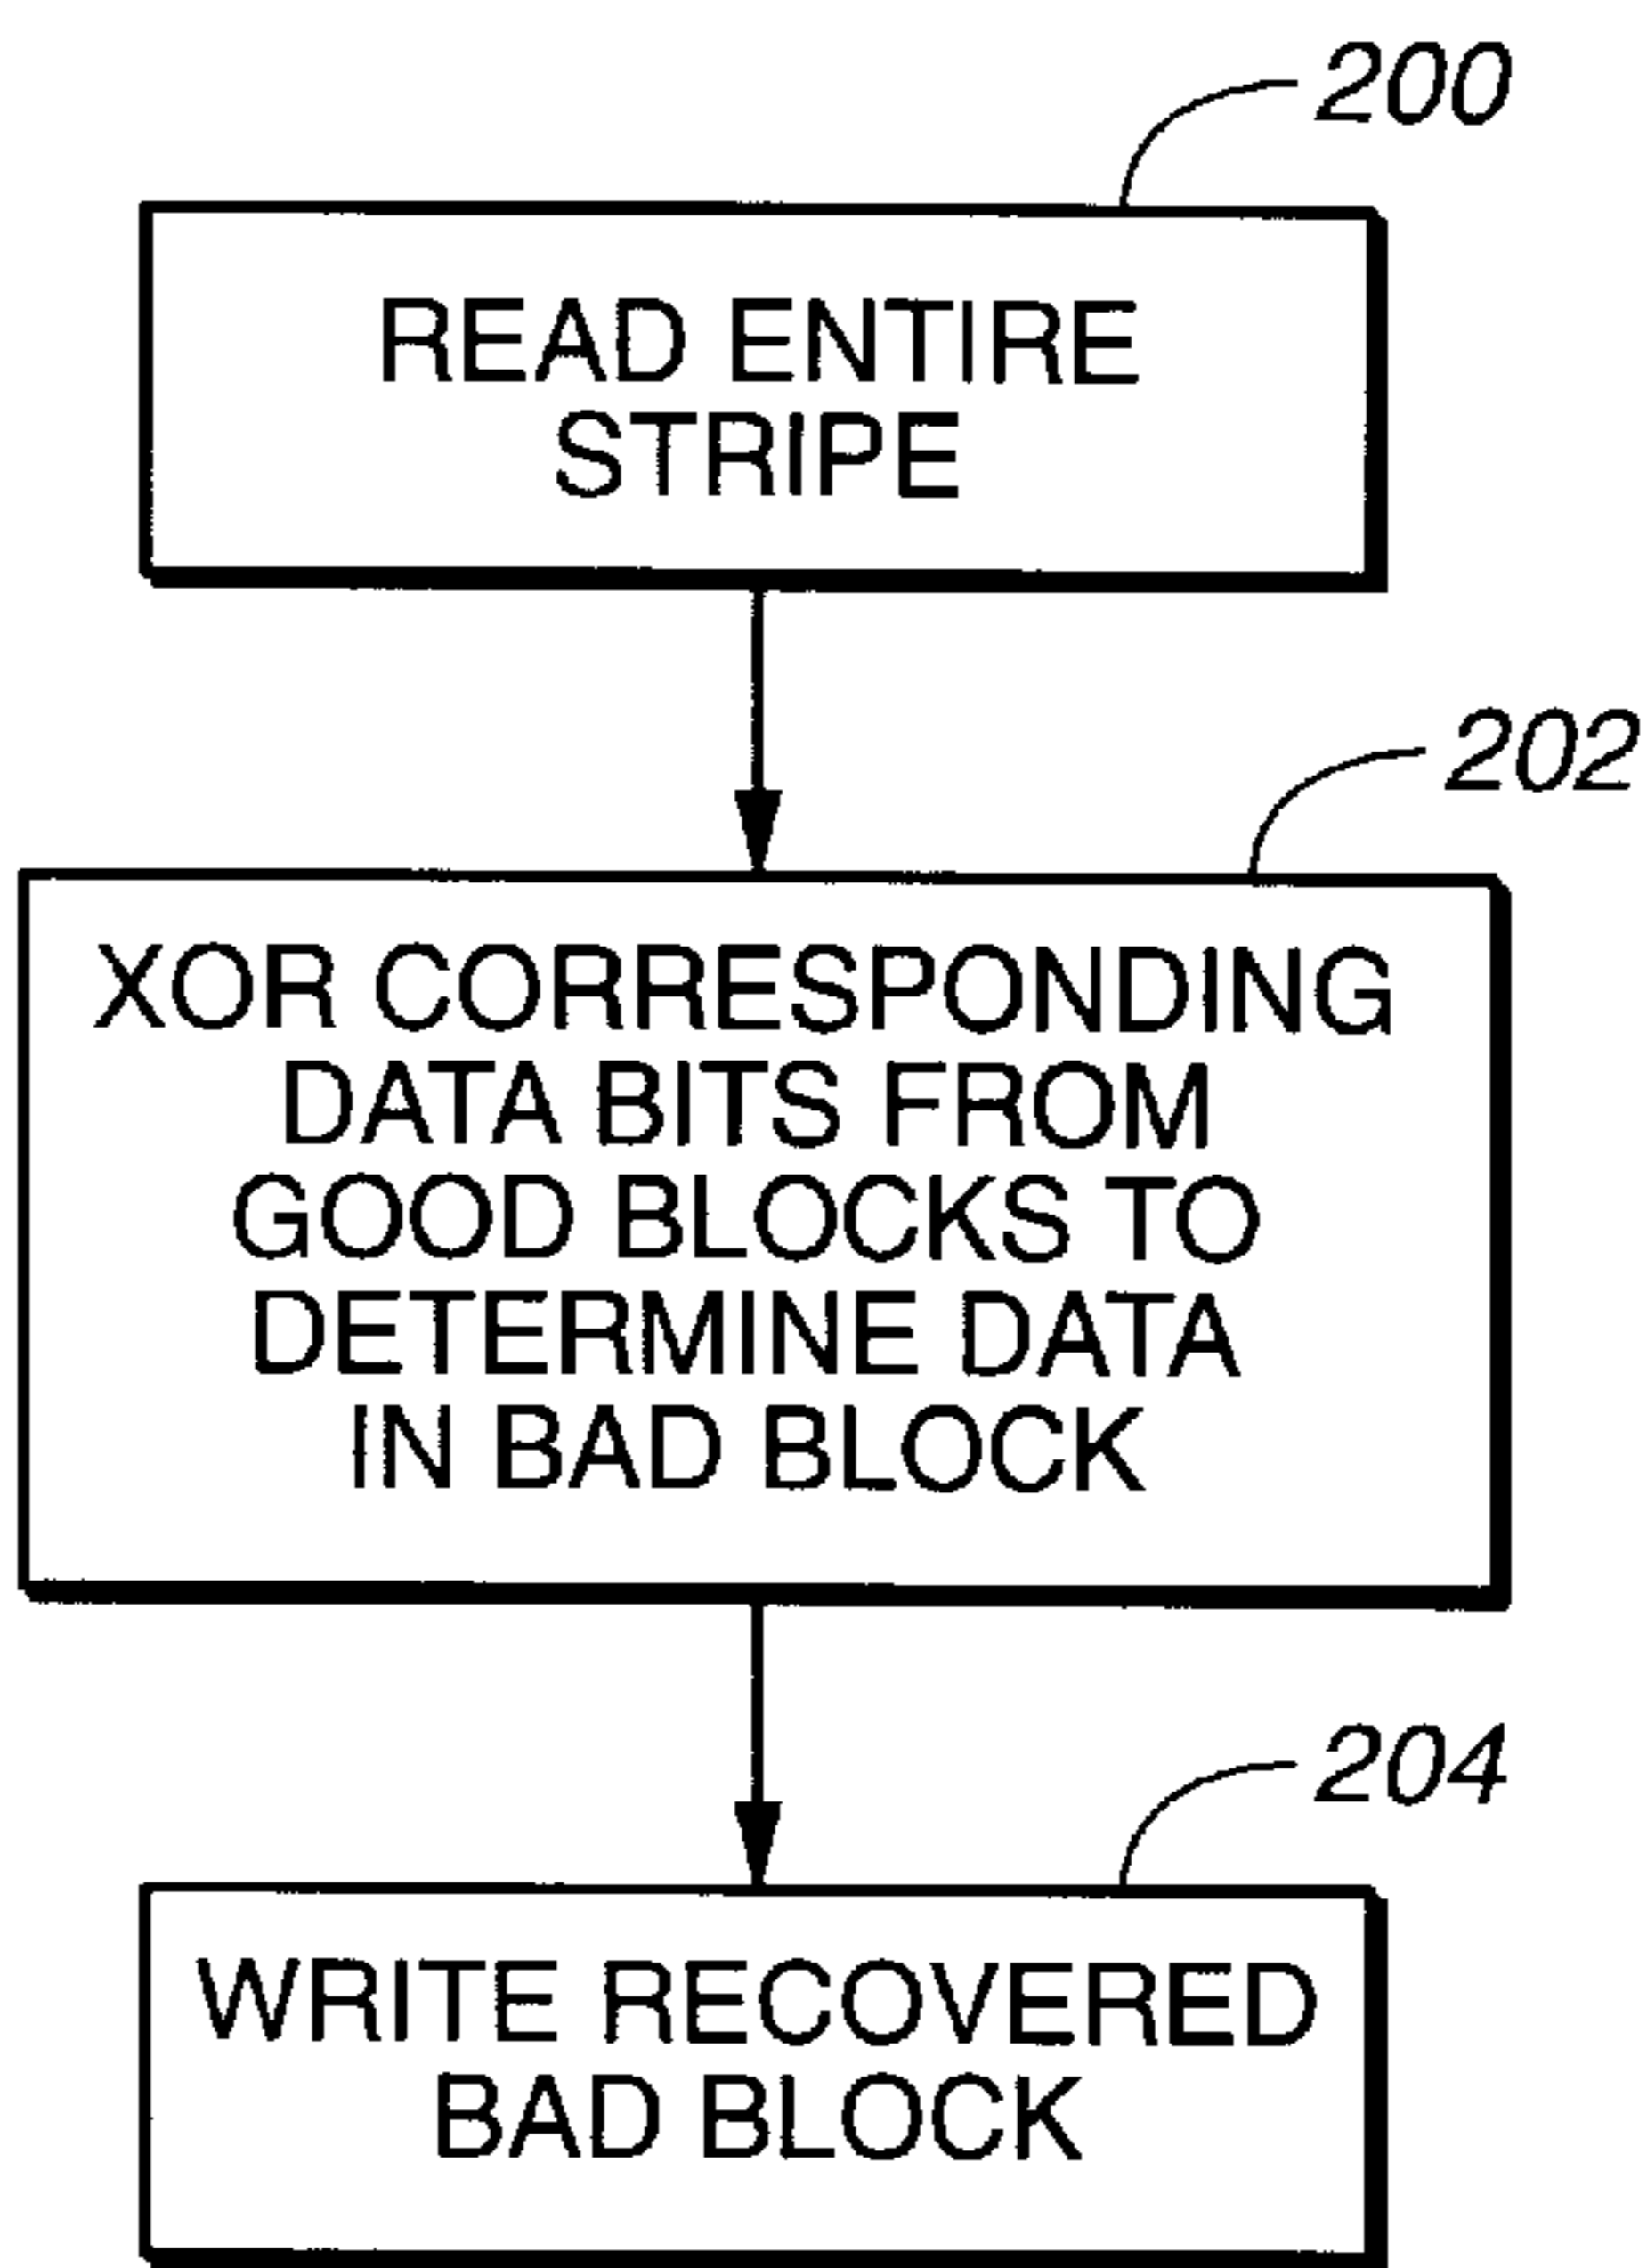 200
READ ENTIRE
STRIPE
202
XOR CORRESPONDING
DATA BITS FROM
GOOD BLOCKS TO
DETERMINE DATA
IN BAD BLOCK
204
WRITE RECOVERED
BAD BLOCK